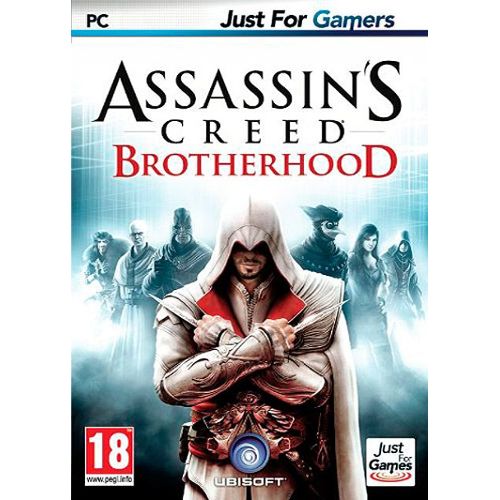 PC
Just For Gamers
ASSASSIN'S
CREED
BROTHERHOOD
18
www.pegi.info
UBISOFT
Just
For
Games